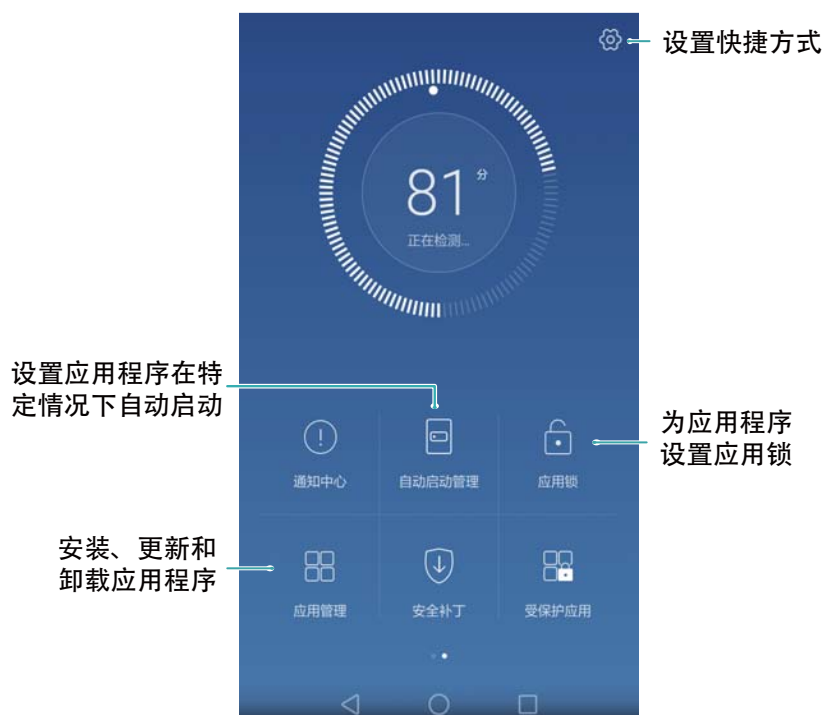 设置快捷方式
81 分
正在检测...
设置应用程序在特
定情况下自动启动
为应用程序
设置应用锁
通知中心
自动启动管理
应用锁
安装、更新和
卸载应用程序
应用管理
安全补丁
受保护应用